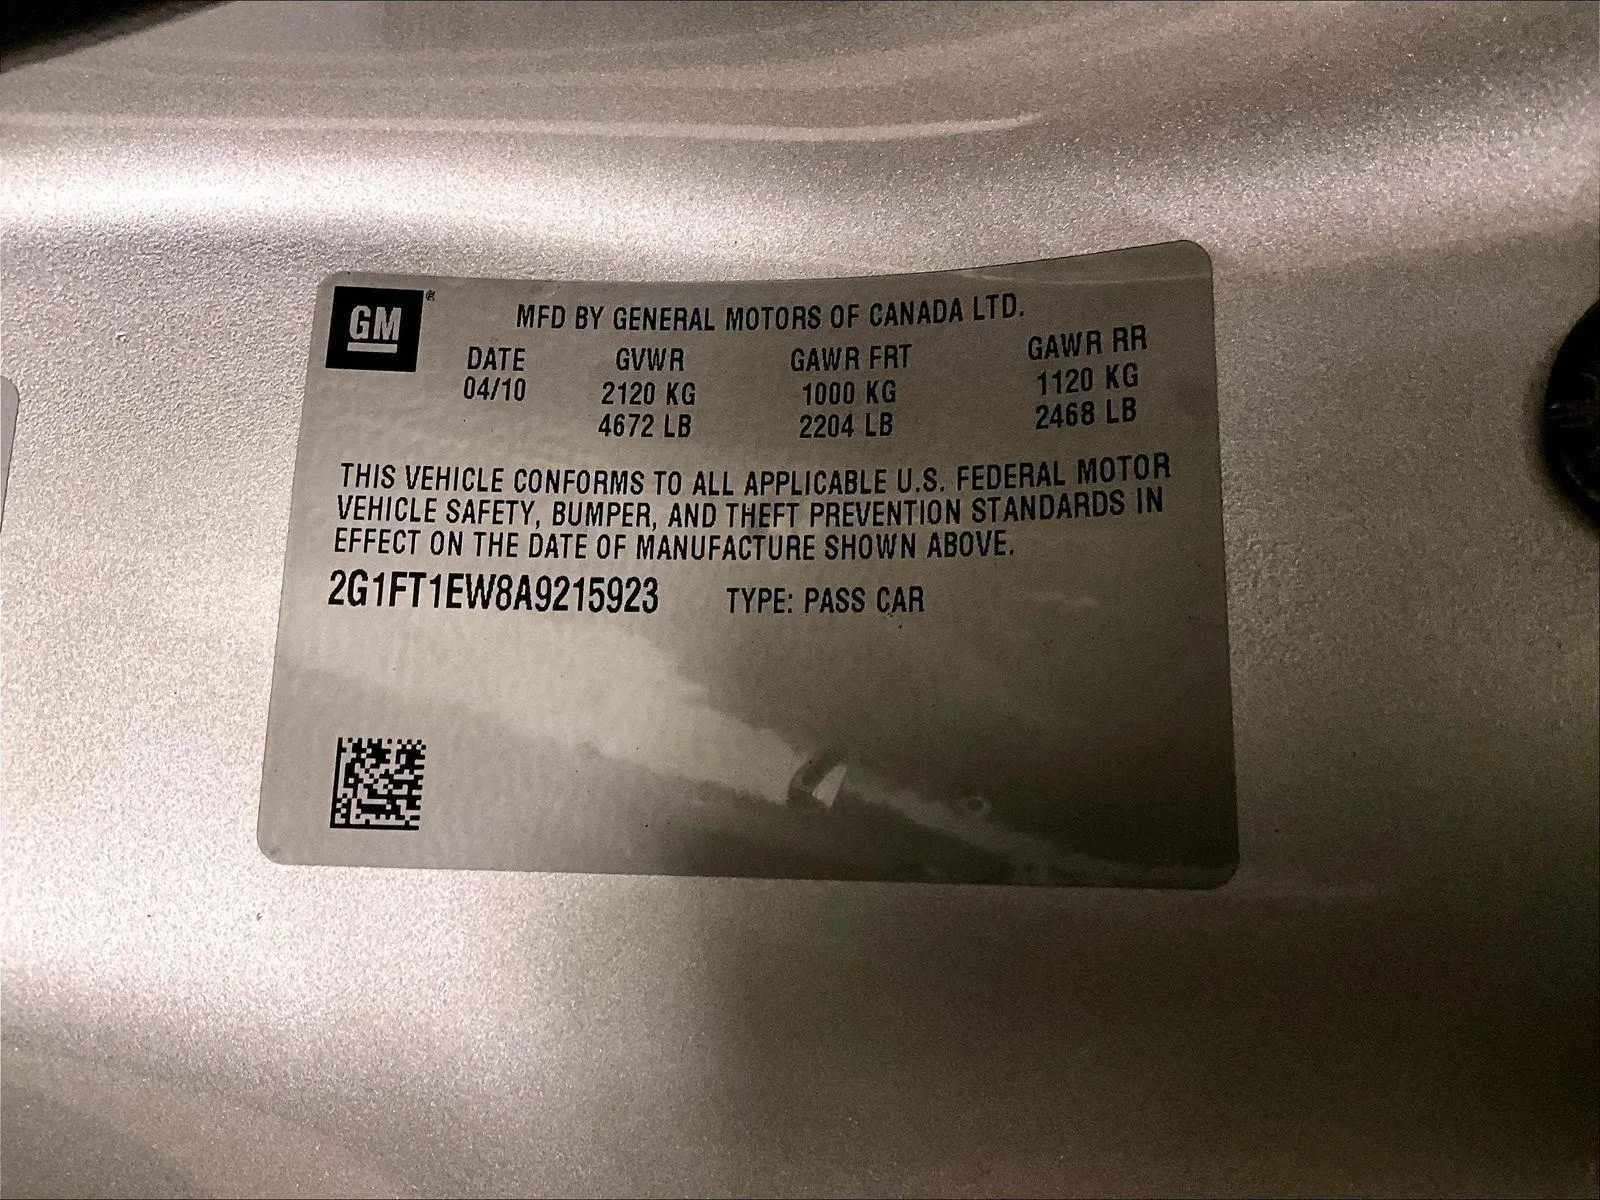 GM ®
MFD BY GENERAL MOTORS OF CANADA LTD.
DATE GVWR GAWR FRT GAWR RR
04/10 2120 KG 1000 KG 1120 KG
4672 LB 2204 LB 2468 LB
THIS VEHICLE CONFORMS TO ALL APPLICABLE U.S. FEDERAL MOTOR
VEHICLE SAFETY, BUMPER, AND THEFT PREVENTION STANDARDS IN
EFFECT ON THE DATE OF MANUFACTURE SHOWN ABOVE.
2G1FT1EW8A9215923 TYPE: PASS CAR